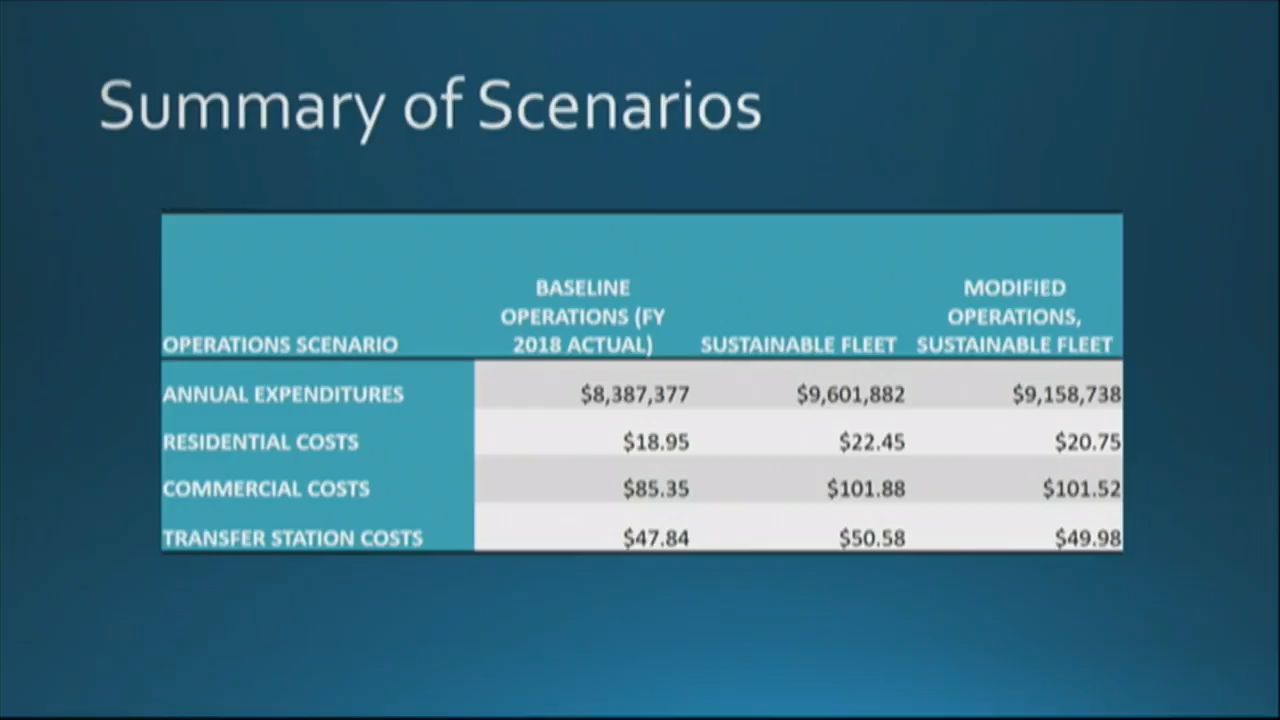 Summary of Scenarios
OPERATIONS SCENARIO BASELINE OPERATIONS (FY 2018 ACTUAL) SUSTAINABLE FLEET MODIFIED OPERATIONS, SUSTAINABLE FLEET
ANNUAL EXPENDITURES $8,387,377 $9,601,882 $9,158,738
RESIDENTIAL COSTS $18.95 $22.45 $20.75
COMMERCIAL COSTS $85.35 $101.88 $101.52
TRANSFER STATION COSTS $47.84 $50.58 $49.98